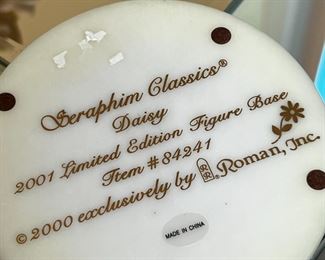 Seraphim Classics®
Daisy
2001 Limited Edition Figure Base
Item #84241
© 2000 exclusively by Roman, Inc.
MADE IN CHINA